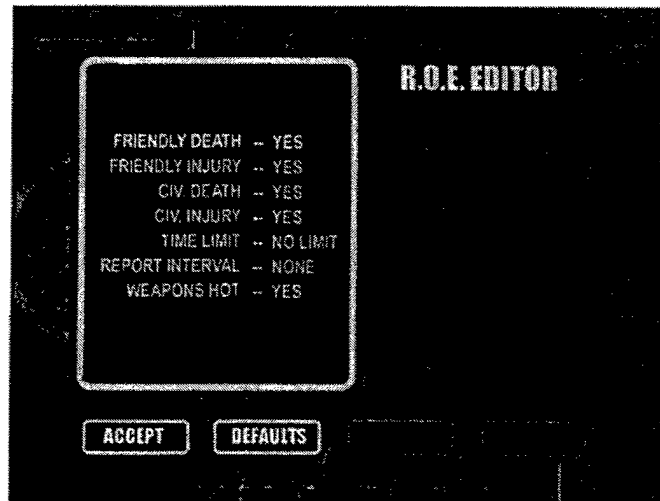 R.O.E. EDITOR
FRIENDLY DEATH -- YES
FRIENDLY INJURY -- YES
CIV. DEATH -- YES
CIV. INJURY -- YES
TIME LIMIT -- NO LIMIT
REPORT INTERVAL -- NONE
WEAPONS HOT -- YES
ACCEPT
DEFAULTS